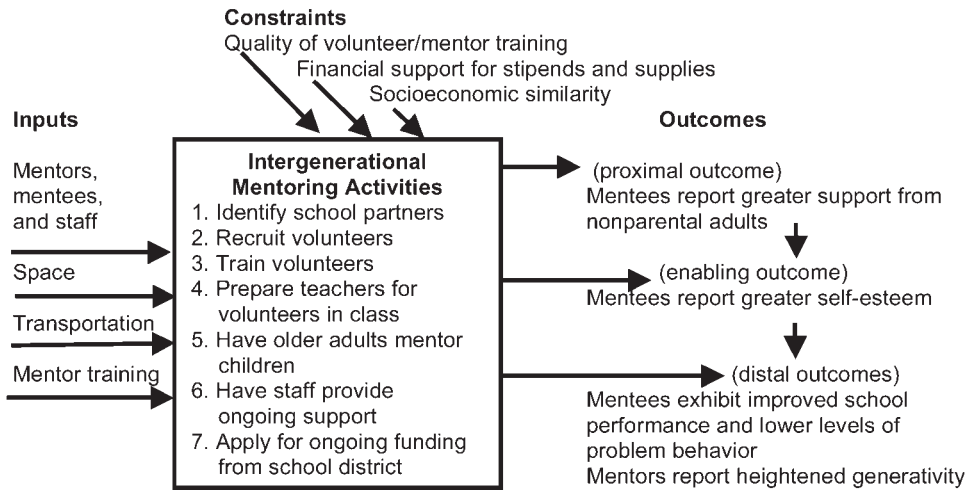 Constraints
Quality of volunteer/mentor training
Financial support for stipends and supplies
Socioeconomic similarity
Inputs
Mentors,
mentees,
and staff
Space
Transportation
Mentor training
Intergenerational
Mentoring Activities
1. Identify school partners
2. Recruit volunteers
3. Train volunteers
4. Prepare teachers for
volunteers in class
5. Have older adults mentor
children
6. Have staff provide
ongoing support
7. Apply for ongoing funding
from school district
Outcomes
(proximal outcome)
Mentees report greater support from
nonparental adults
(enabling outcome)
Mentees report greater self-esteem
(distal outcomes)
Mentees exhibit improved school
performance and lower levels of
problem behavior
Mentors report heightened generativity